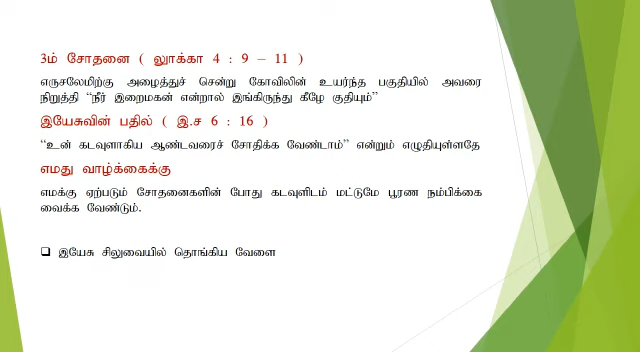 3ம் சோதனை ( லூக்கா 4 : 9 – 11 )
எருசலேமிற்கு அழைத்துச் சென்று கோவிலின் உயர்ந்த பகுதியில் அவரை
நிறுத்தி “நீர் இறைமகன் என்றால் இங்கிருந்து கீழே குதியும்”
இயேசுவின் பதில் ( இ.ச 6 : 16 )
“உன் கடவுளாகிய ஆண்டவரைச் சோதிக்க வேண்டாம்” என்றும் எழுதியுள்ளதே
எமது வாழ்க்கைக்கு
எமக்கு ஏற்படும் சோதனைகளின் போது கடவுளிடம் மட்டுமே பூரண நம்பிக்கை
வைக்க வேண்டும்.
❑ இயேசு சிலுவையில் தொங்கிய வேளை